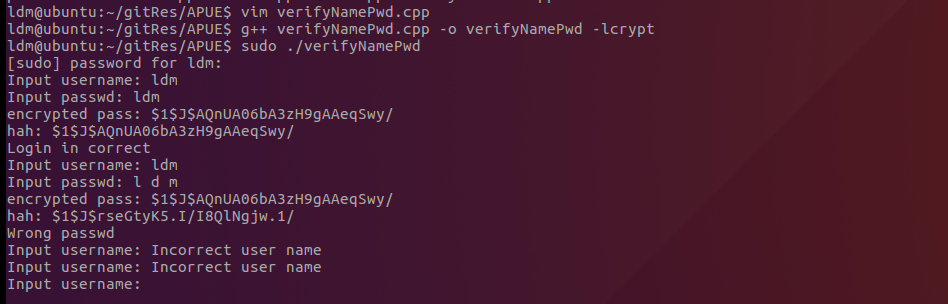 ldm@ubuntu:~/gitRes/APUE$ vim verifyNamePwd.cpp
ldm@ubuntu:~/gitRes/APUE$ g++ verifyNamePwd.cpp -o verifyNamePwd -lcrypt
ldm@ubuntu:~/gitRes/APUE$ sudo ./verifyNamePwd
[sudo] password for ldm:
Input username: ldm
Input passwd: ldm
encrypted pass: $1$J$AQnUA06bA3zH9gAAeqSwy/
hah: $1$J$AQnUA06bA3zH9gAAeqSwy/
Login in correct
Input username: ldm
Input passwd: l d m
encrypted pass: $1$J$AQnUA06bA3zH9gAAeqSwy/
hah: $1$J$rseGtyK5.I/I8QlNgjw.1/
Wrong passwd
Input username: Incorrect user name
Input username: Incorrect user name
Input username: